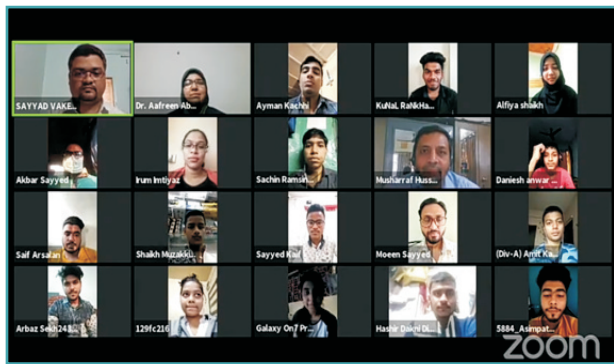 SAYYAD VAKE...
Dr. Aafreen Ab...
Ayman Kachhi
KuNaL RaNkHa...
Alfiya shaikh
Akbar Sayyed
Irum Imtiyaz
Sachin Ramsin...
Musharraf Huss...
Daniesh anwar ...
Saif Arsalan
Shaikh Muzakki...
Sayyed Kaif
Moeen Sayyed
(Div-A) Amit Ka...
Arbaz Sekh243...
129fc216
Galaxy On7 Pr...
Hashir Dakni Di...
5884_Asimpat...
zoom